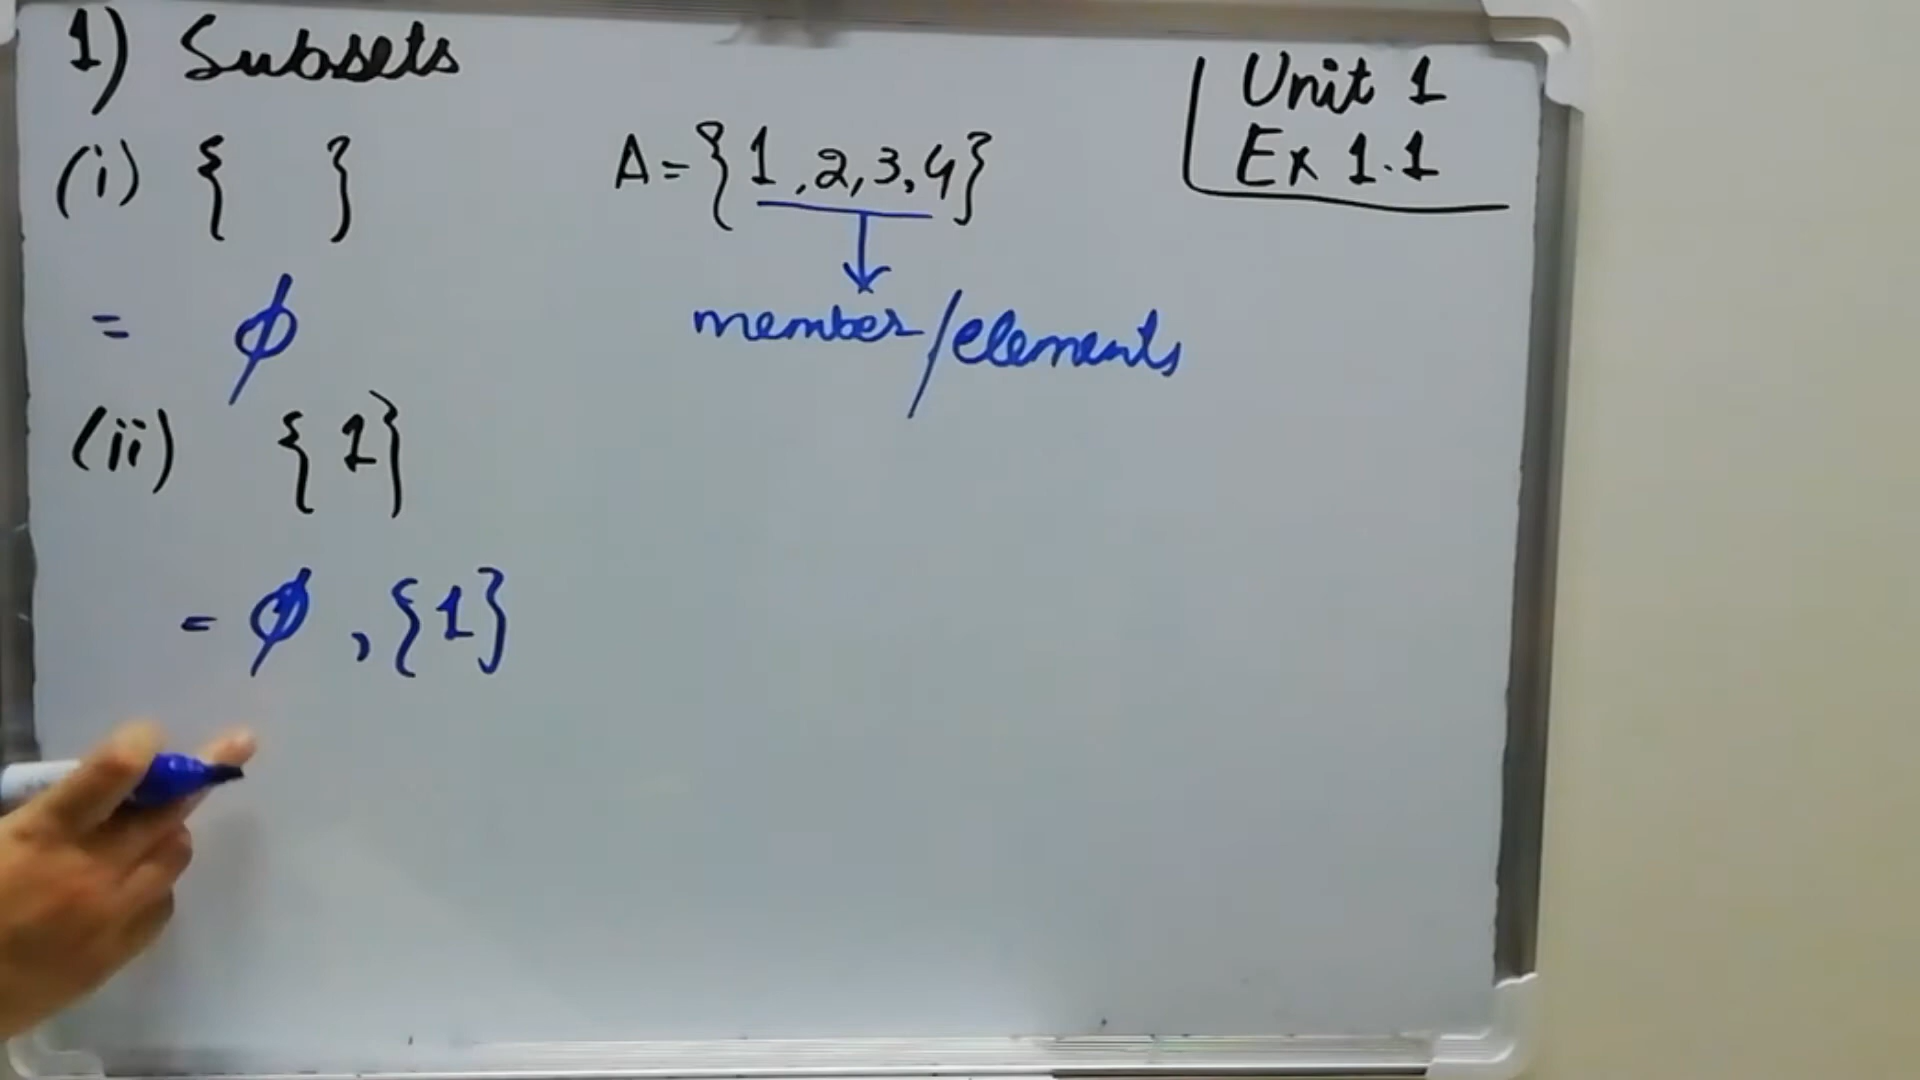 1) Subsets
(i) { }
= ϕ
(ii) {1}
= ϕ, {1}
A = {1, 2, 3, 4}
member/elements
Unit 1
Ex 1.1